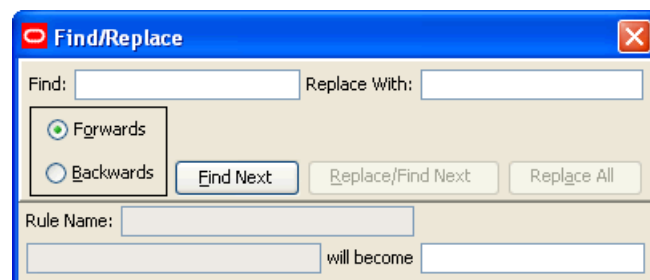 Find/Replace
Find: Replace With:
Forwards
Backwards Find Next Replace/Find Next Replace All
Rule Name:
will become